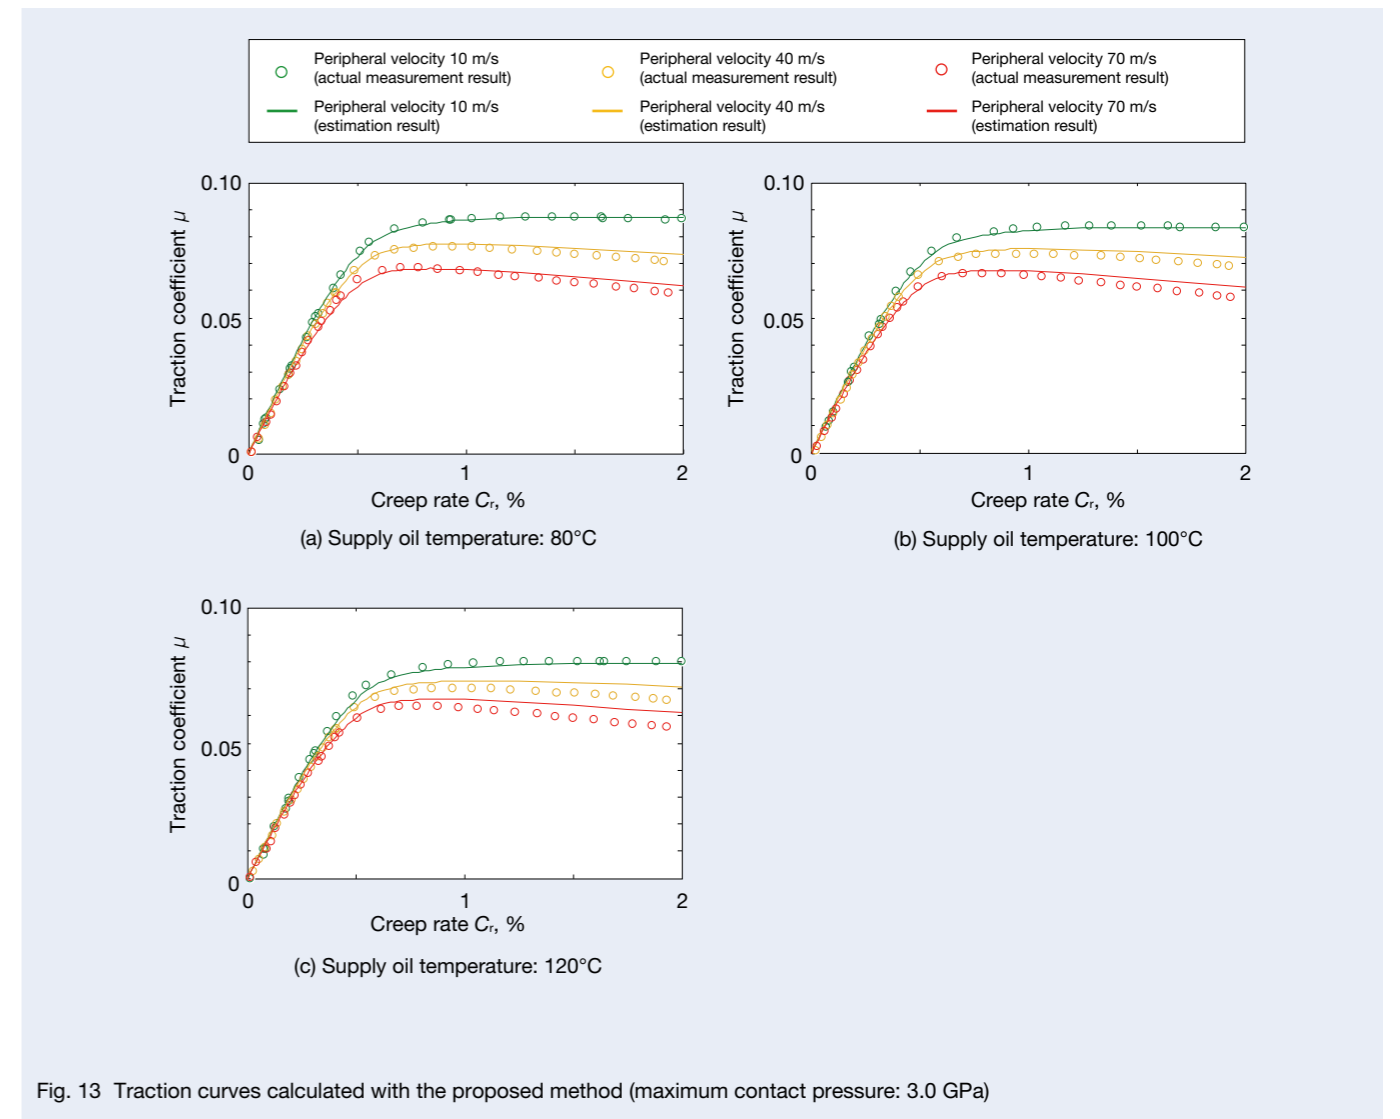 Peripheral velocity 10 m/s
(actual measurement result)
Peripheral velocity 40 m/s
(actual measurement result)
Peripheral velocity 70 m/s
(actual measurement result)
Peripheral velocity 10 m/s
(estimation result)
Peripheral velocity 40 m/s
(estimation result)
Peripheral velocity 70 m/s
(estimation result)
Traction coefficient μ
0.10
0.05
0
0
1
2
Creep rate Cr, %
(a) Supply oil temperature: 80°C
Traction coefficient μ
0.10
0.05
0
0
1
2
Creep rate Cr, %
(b) Supply oil temperature: 100°C
Traction coefficient μ
0.10
0.05
0
0
1
2
Creep rate Cr, %
(c) Supply oil temperature: 120°C
Fig. 13 Traction curves calculated with the proposed method (maximum contact pressure: 3.0 GPa)